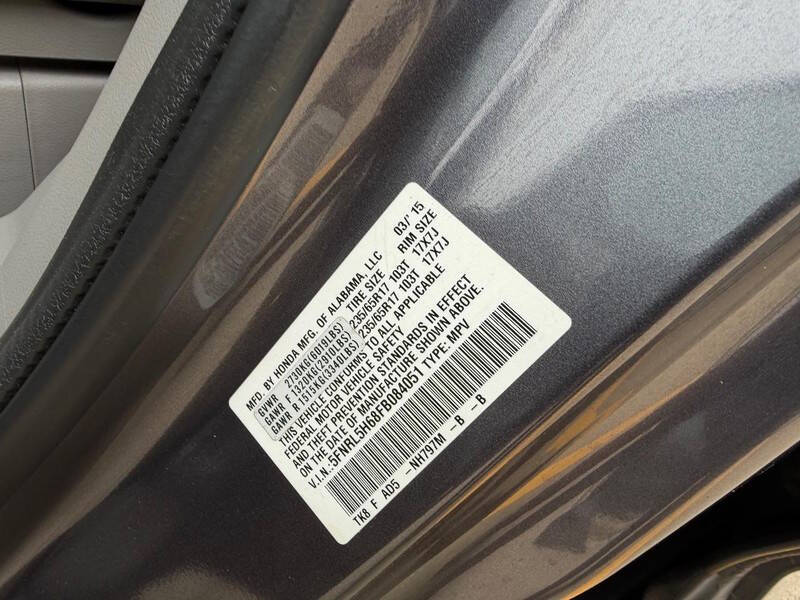 MFD. BY HONDA MFG. OF ALABAMA, LLC 03/'15
GVWR 2730KG(6019LBS) TIRE SIZE RIM SIZE
GAWR F 1320KG(2910LBS) 235/65R17 103T 17X7J
GAWR R 1515KG(3340LBS) 235/65R17 103T 17X7J
THIS VEHICLE CONFORMS TO ALL APPLICABLE
FEDERAL MOTOR VEHICLE SAFETY
AND THEFT PREVENTION STANDARDS IN EFFECT
ON THE DATE OF MANUFACTURE SHOWN ABOVE.
V.I.N.: 5FNRL5H68FB084051 TYPE: MPV
TK8 F AD5 -NH797M -B -B